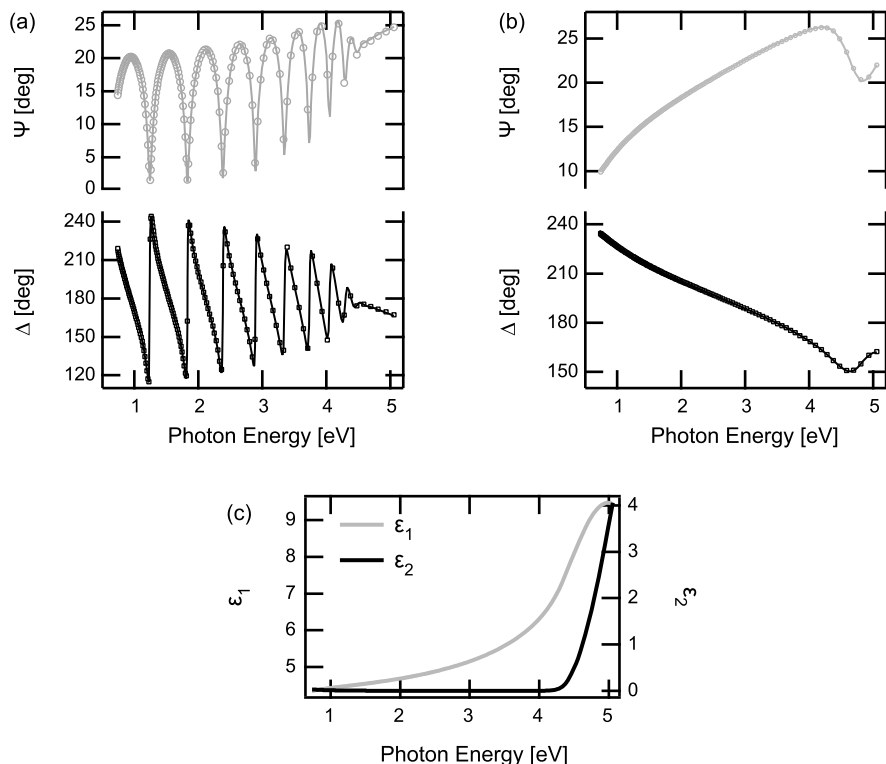 (a)
25
20
15
10
5
0
Ψ [deg]
240
210
180
150
120
Δ [deg]
1 2 3 4 5
Photon Energy [eV]
(b)
25
20
15
10
Ψ [deg]
240
210
180
150
Δ [deg]
1 2 3 4 5
Photon Energy [eV]
(c)
ε1
ε2
9
8
7
6
5
ε1
4
3
2
1
0
ε2
1 2 3 4 5
Photon Energy [eV]